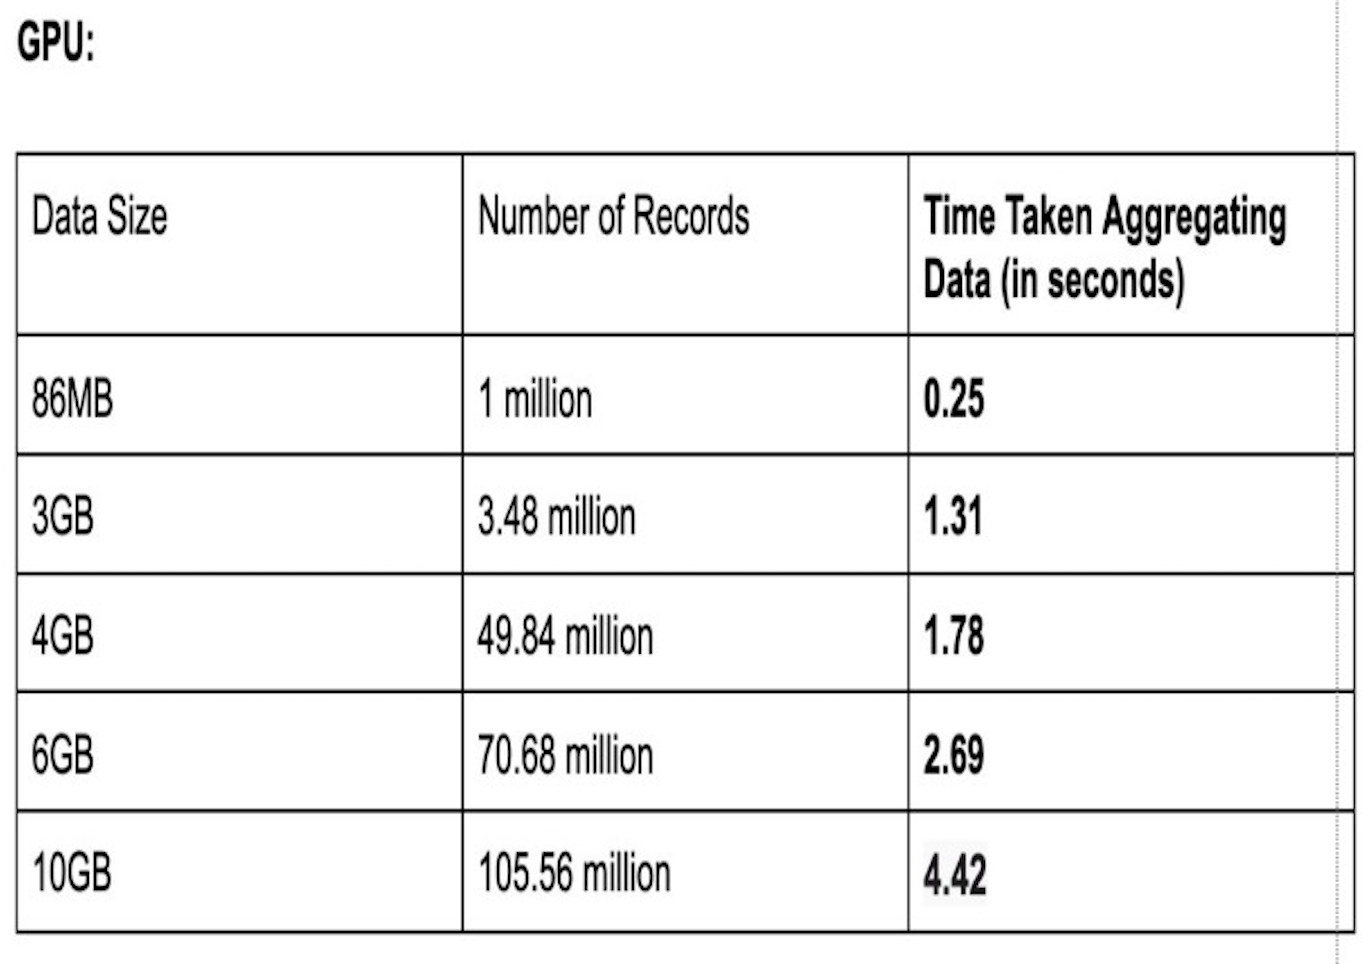 GPU:
Data Size
Number of Records
Time Taken Aggregating
Data (in seconds)
86MB
1 million
0.25
3GB
3.48 million
1.31
4GB
49.84 million
1.78
6GB
70.68 million
2.69
10GB
105.56 million
4.42